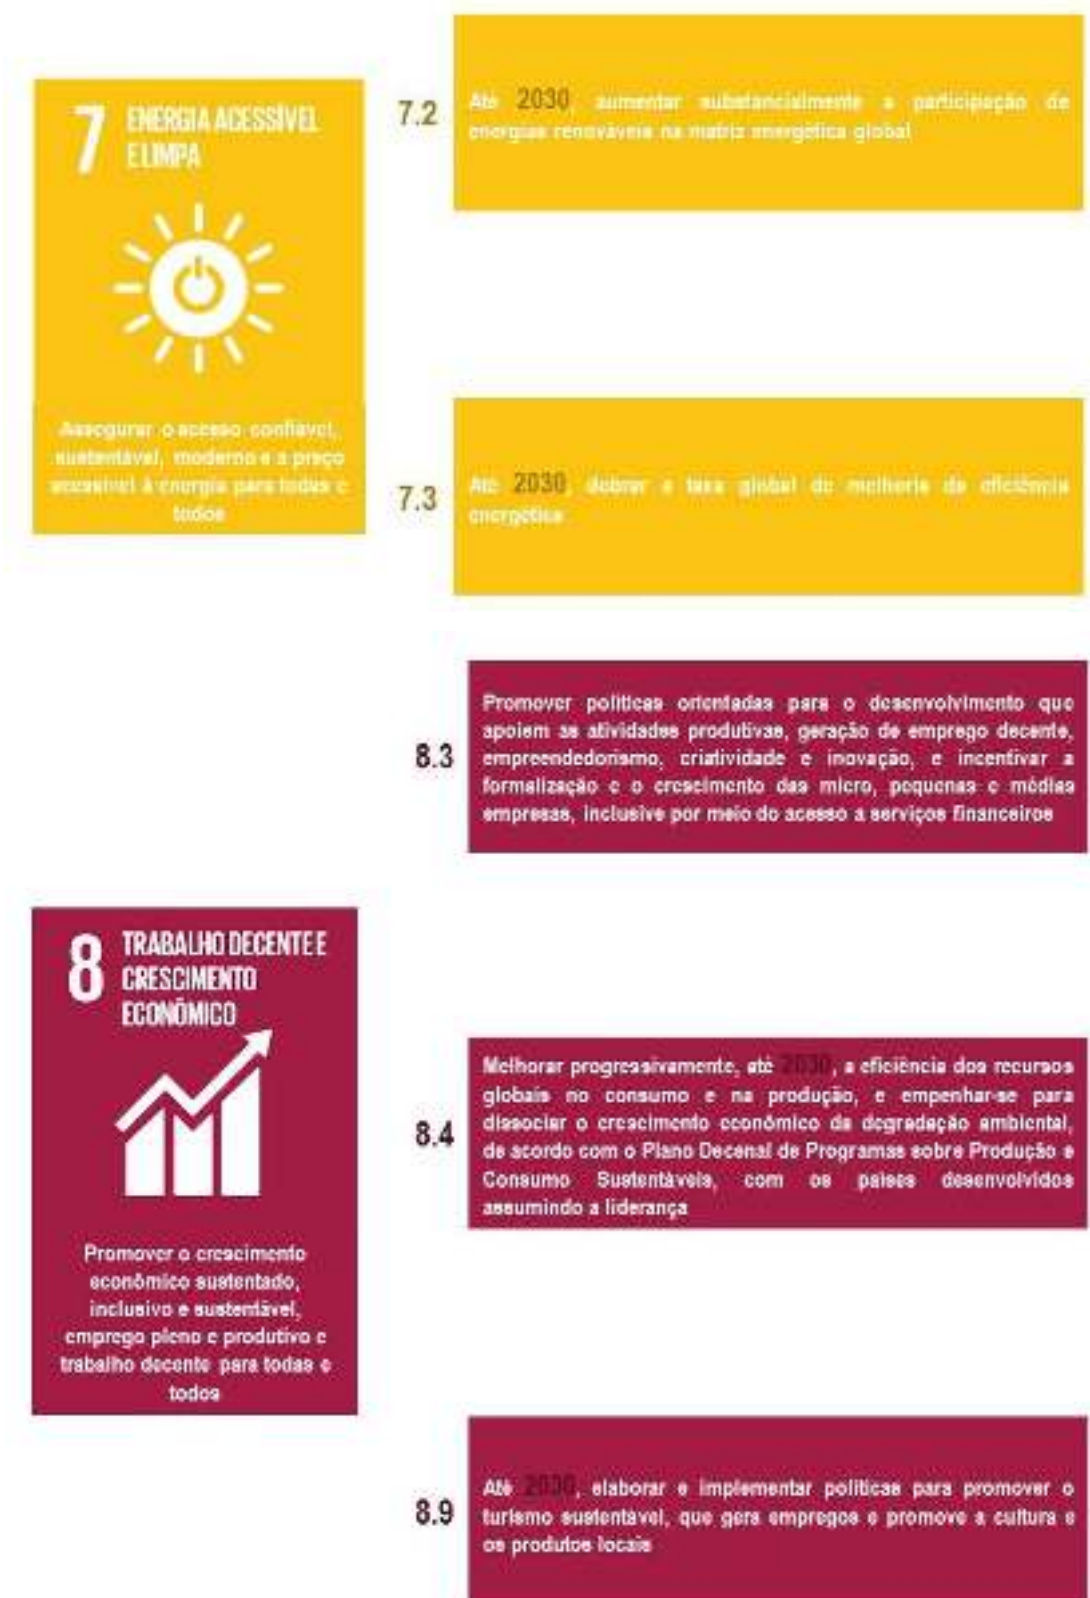 7 ENERGIA ACESSÍVEL
E LIMPA
Assegurar o acesso confiável,
sustentável, moderno e a preço
acessível à energia para todas e
todos
7.2
Até 2030, aumentar substancialmente a participação de
energias renováveis na matriz energética global
7.3
Até 2030, dobrar a taxa global de melhoria da eficiência
energética
8 TRABALHO DECENTE E
CRESCIMENTO
ECONÔMICO
Promover o crescimento
econômico sustentado,
inclusivo e sustentável,
emprego pleno e produtivo e
trabalho decente para todas e
todos
8.3
Promover políticas orientadas para o desenvolvimento que
apoiem as atividades produtivas, geração de emprego decente,
empreendedorismo, criatividade e inovação, e incentivar a
formalização e o crescimento das micro, pequenas e médias
empresas, inclusive por meio do acesso a serviços financeiros
8.4
Melhorar progressivamente, até 2030, a eficiência dos recursos
globais no consumo e na produção, e empenhar-se para
dissociar o crescimento econômico da degradação ambiental,
de acordo com o Plano Decenal de Programas sobre Produção e
Consumo Sustentáveis, com os países desenvolvidos
assumindo a liderança
8.9
Até 2030, elaborar e implementar políticas para promover o
turismo sustentável, que gera empregos e promove a cultura e
os produtos locais